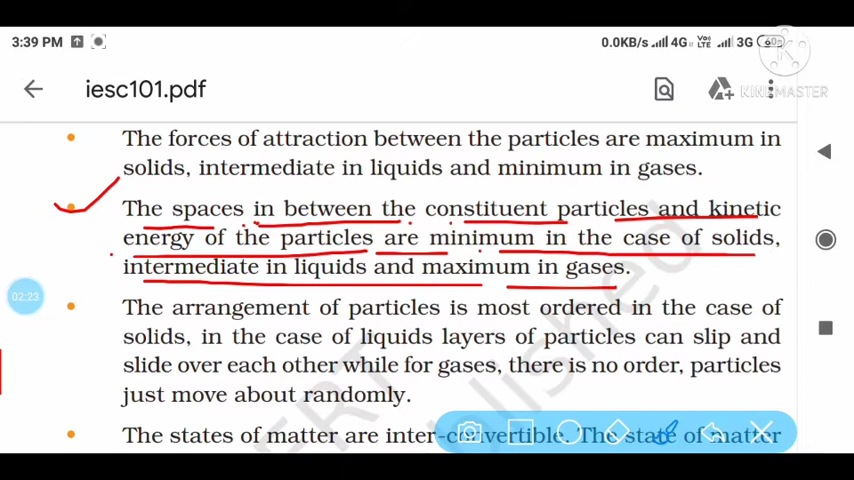 3:39 PM
0.0KB/s 4G Vo) LTE 3G 60
iesc101.pdf
KINEMASTER
The forces of attraction between the particles are maximum in
solids, intermediate in liquids and minimum in gases.
The spaces in between the constituent particles and kinetic
energy of the particles are minimum in the case of solids,
intermediate in liquids and maximum in gases.
02:23
The arrangement of particles is most ordered in the case of
solids, in the case of liquids layers of particles can slip and
slide over each other while for gases, there is no order, particles
just move about randomly.
The states of matter are inter-convertible. The state of matter